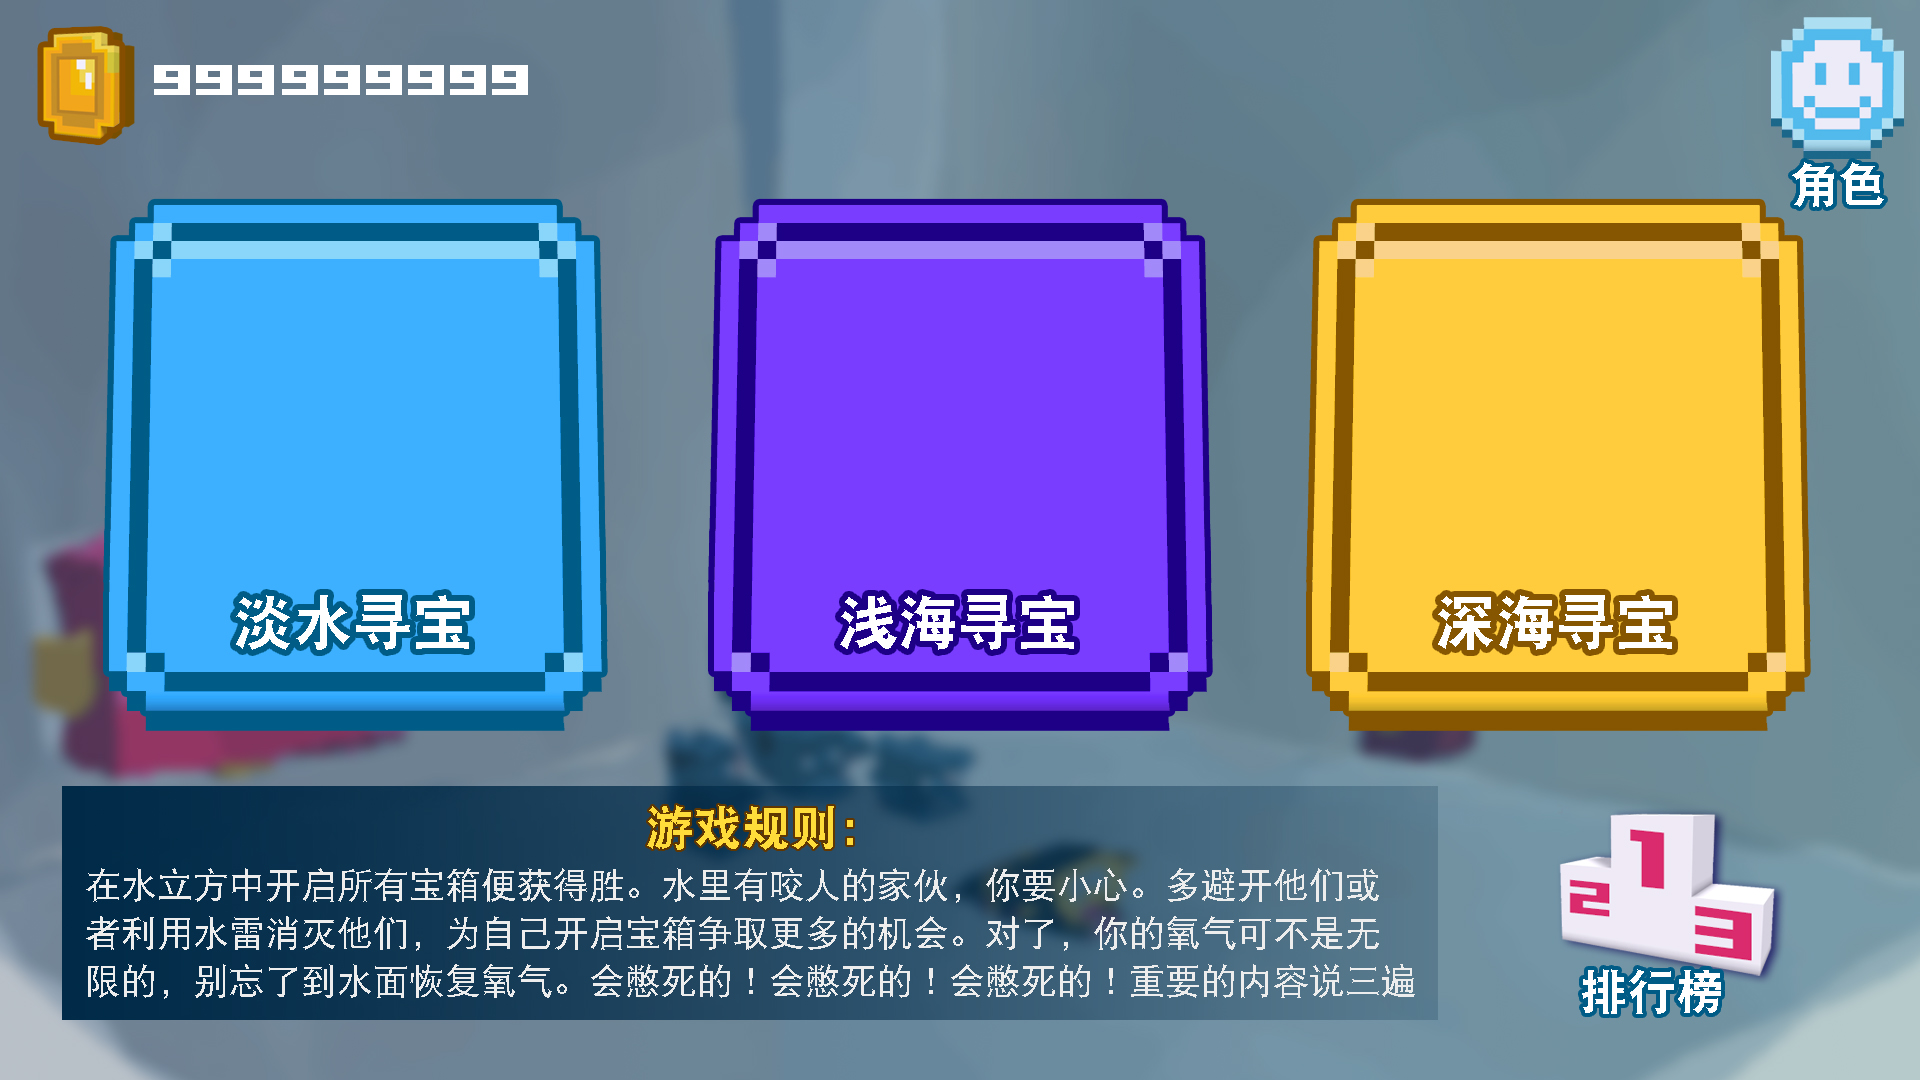 999999999
角色
淡水寻宝
浅海寻宝
深海寻宝
游戏规则：
在水立方中开启所有宝箱便获得胜。水里有咬人的家伙，你要小心。多避开他们或
者利用水雷消灭他们，为自己开启宝箱争取更多的机会。对了，你的氧气可不是无
限的，别忘了到水面恢复氧气。会憋死的！会憋死的！会憋死的！重要的内容说三遍
1
2
3
排行榜